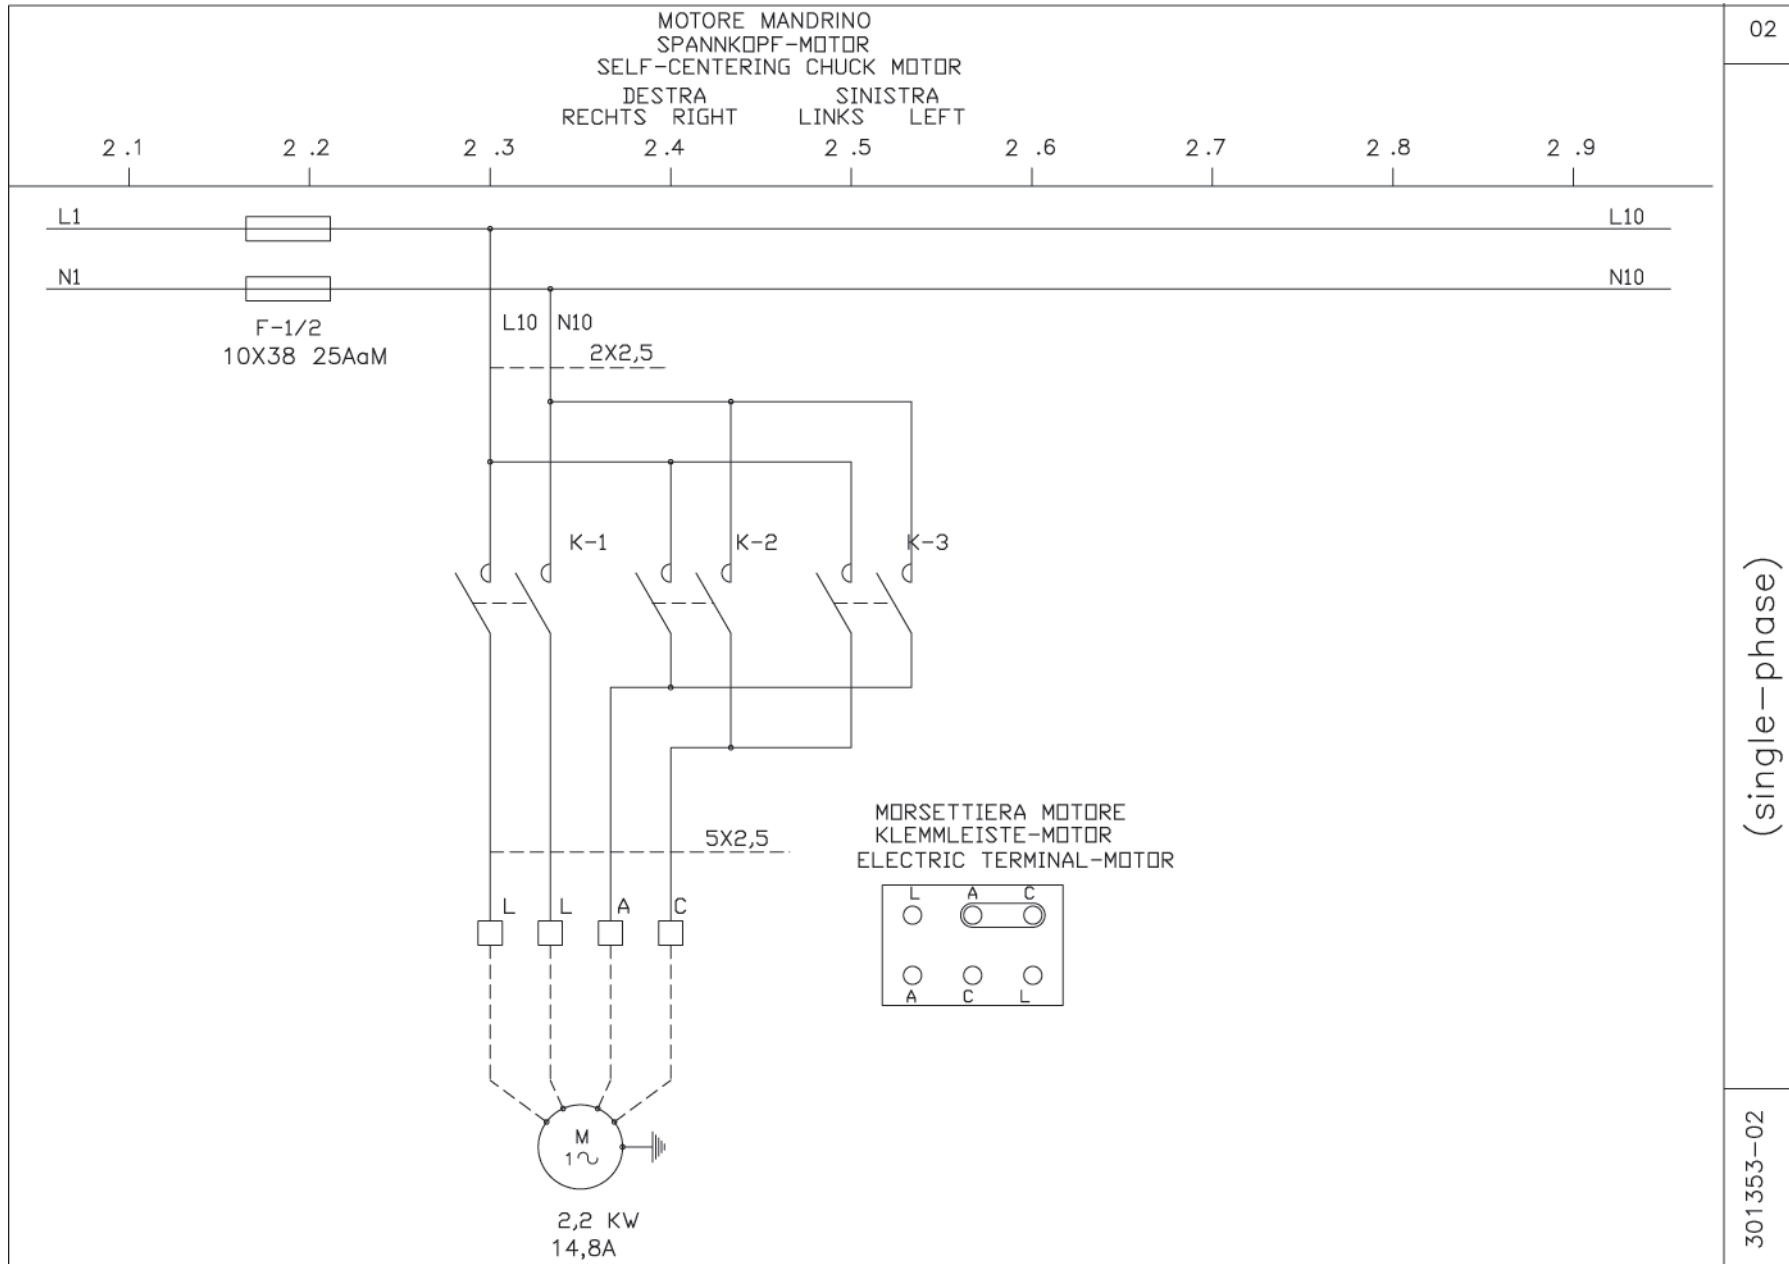 MOTORE MANDRINO
SPANNKOPF-MOTOR
SELF-CENTERING CHUCK MOTOR
DESTRA SINISTRA
RECHTS RIGHT LINKS LEFT
02
2 .1 2 .2 2 .3 2.4 2 .5 2 .6 2.7 2 .8 2 .9
L1 L10
N1 N10
F-1/2
10X38 25AaM
L10 N10
2X2,5
K-1 K-2 K-3
(single-phase)
5X2,5
MORSETTIERA MOTORE
KLEMMLEISTE-MOTOR
ELECTRIC TERMINAL-MOTOR
L L A C
L A C
A C L
M
1~
2,2 KW
14,8A
301353-02